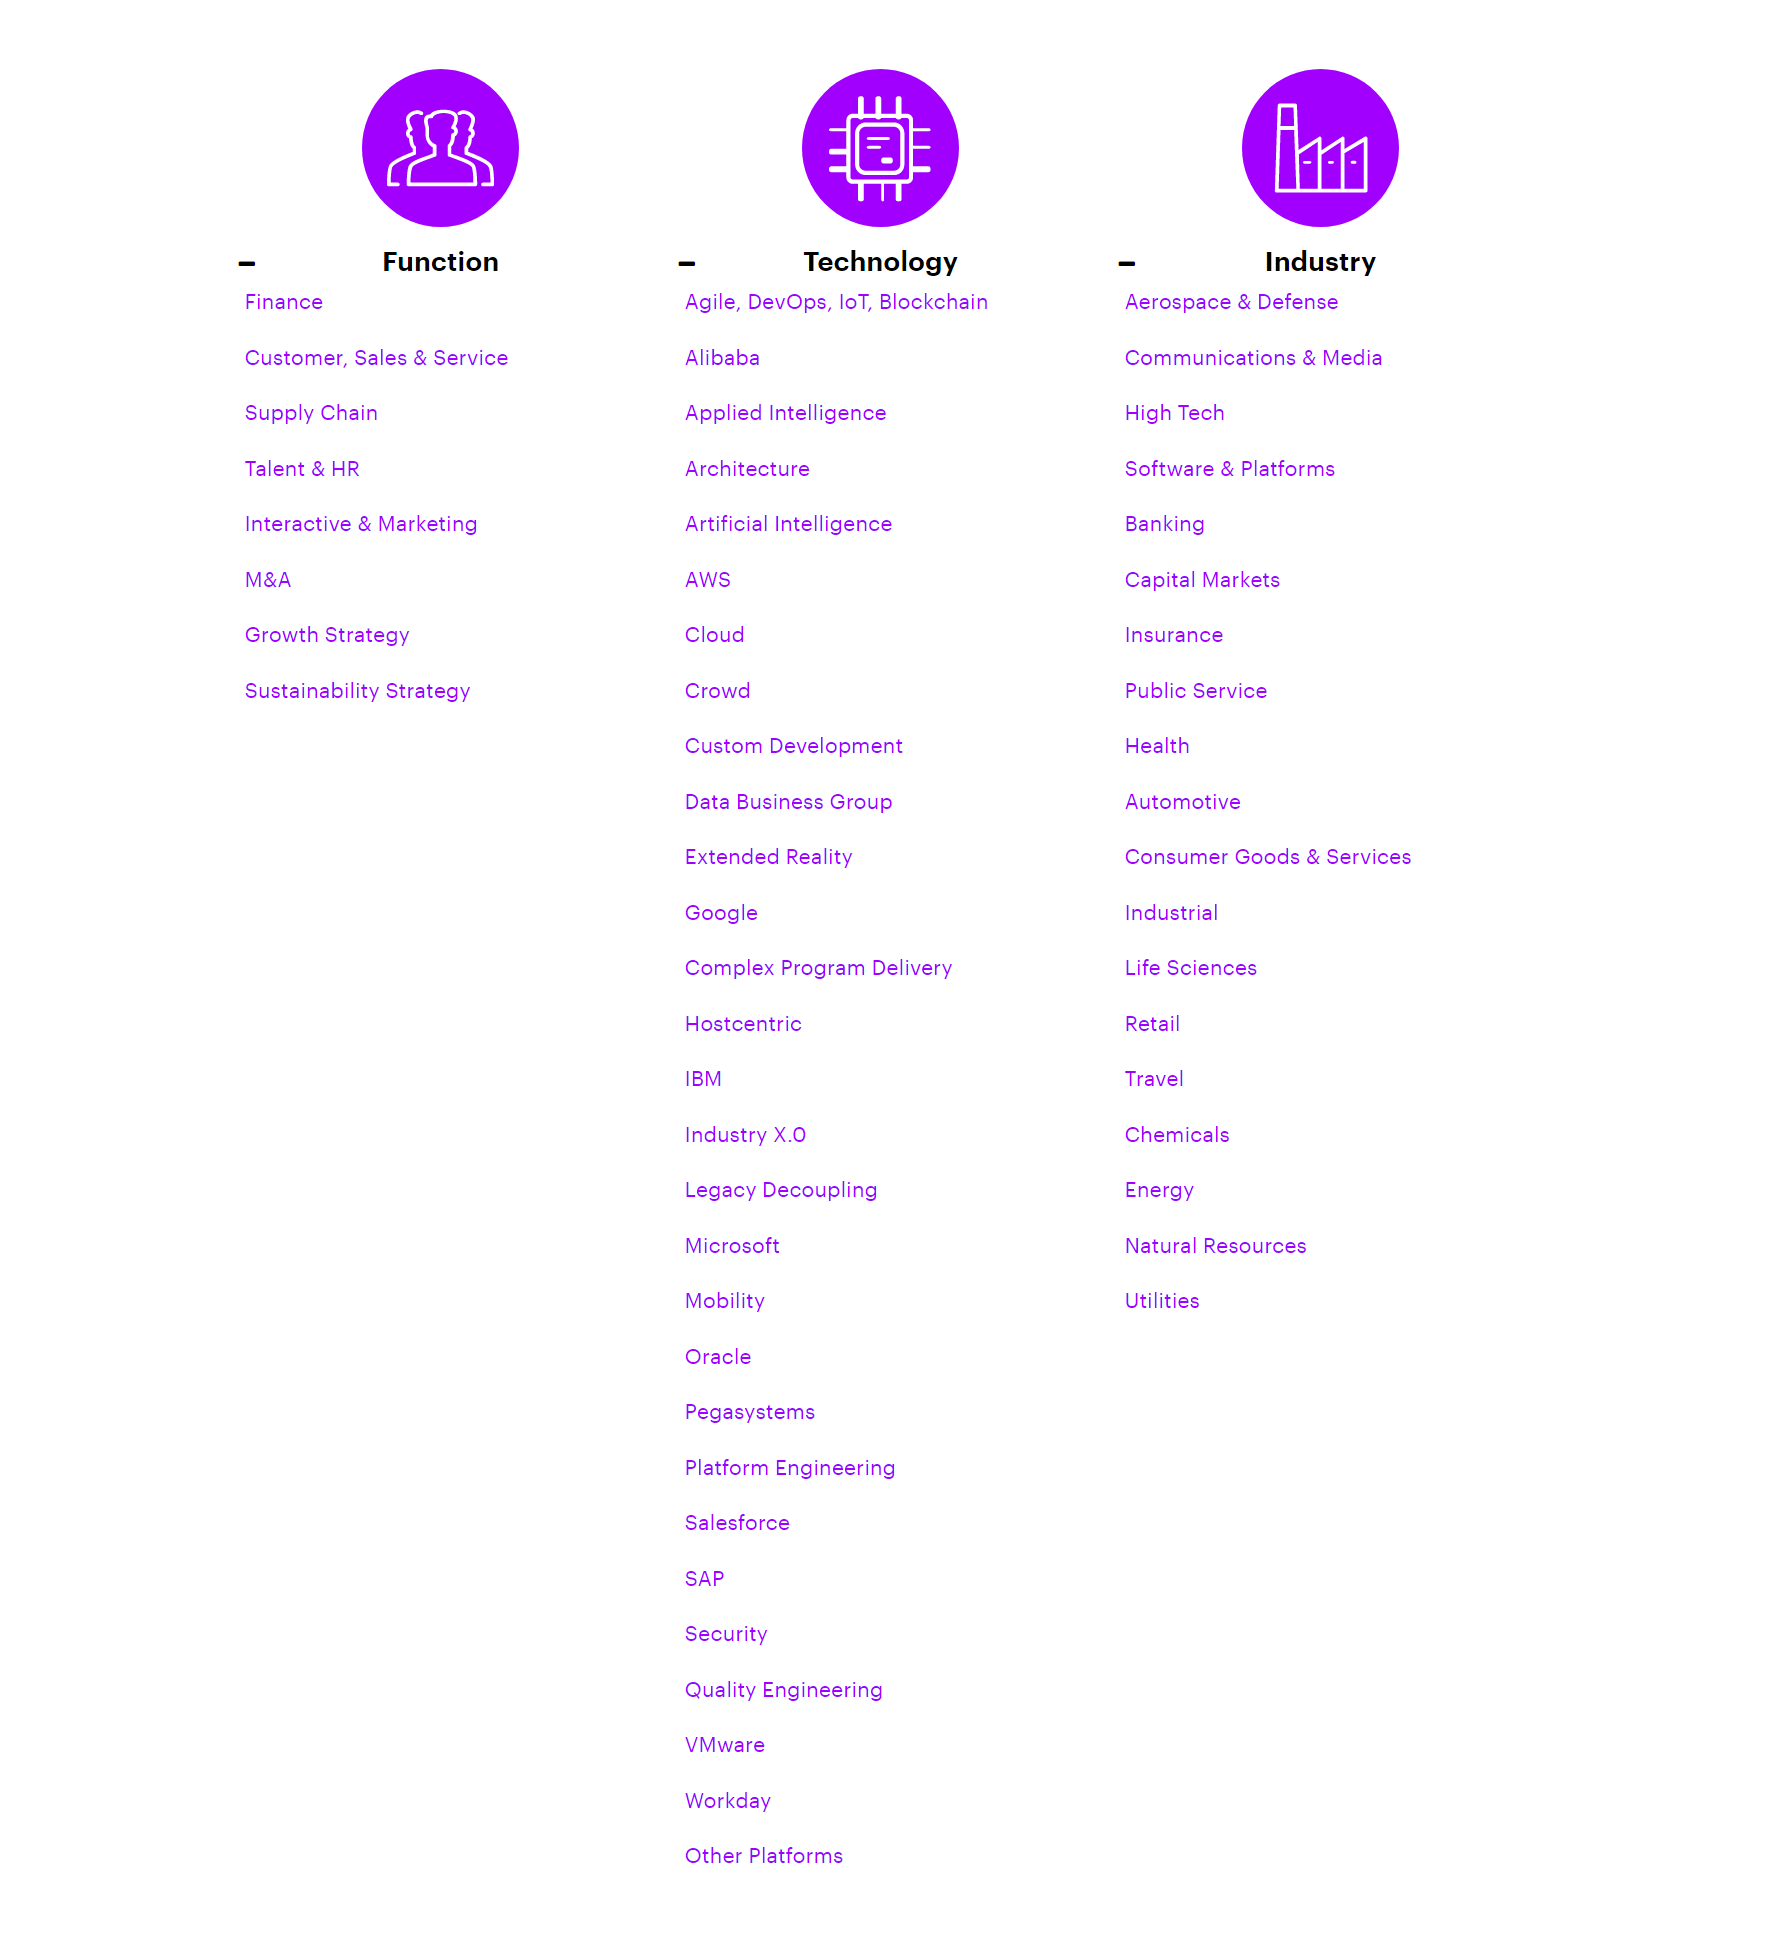 Function
Finance
Customer, Sales & Service
Supply Chain
Talent & HR
Interactive & Marketing
M&A
Growth Strategy
Sustainability Strategy
Technology
Agile, DevOps, IoT, Blockchain
Alibaba
Applied Intelligence
Architecture
Artificial Intelligence
AWS
Cloud
Crowd
Custom Development
Data Business Group
Extended Reality
Google
Complex Program Delivery
Hostcentric
IBM
Industry X.0
Legacy Decoupling
Microsoft
Mobility
Oracle
Pegasystems
Platform Engineering
Salesforce
SAP
Security
Quality Engineering
VMware
Workday
Other Platforms
Industry
Aerospace & Defense
Communications & Media
High Tech
Software & Platforms
Banking
Capital Markets
Insurance
Public Service
Health
Automotive
Consumer Goods & Services
Industrial
Life Sciences
Retail
Travel
Chemicals
Energy
Natural Resources
Utilities